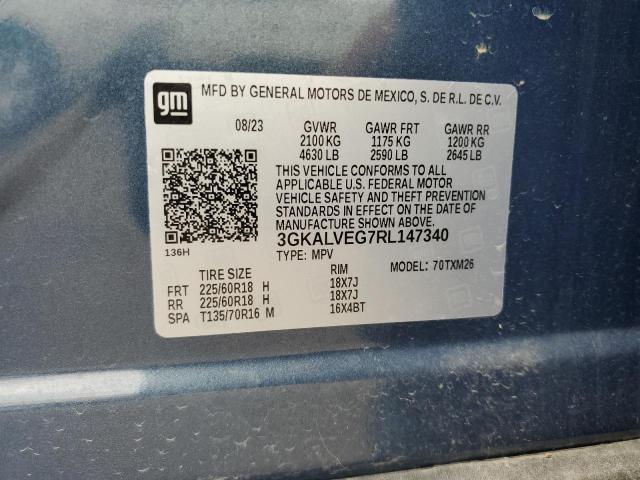 gm
MFD BY GENERAL MOTORS DE MEXICO, S. DE R.L. DE C.V.
08/23 GVWR GAWR FRT GAWR RR
2100 KG 1175 KG 1200 KG
4630 LB 2590 LB 2645 LB
THIS VEHICLE CONFORMS TO ALL
APPLICABLE U.S. FEDERAL MOTOR
VEHICLE SAFETY AND THEFT PREVENTION
STANDARDS IN EFFECT ON THE DATE OF
MANUFACTURE SHOWN ABOVE.
3GKALVEG7RL147340
136H
TYPE: MPV MODEL: 70TXM26
TIRE SIZE RIM
FRT 225/60R18 H 18X7J
RR 225/60R18 H 18X7J
SPA T135/70R16 M 16X4BT